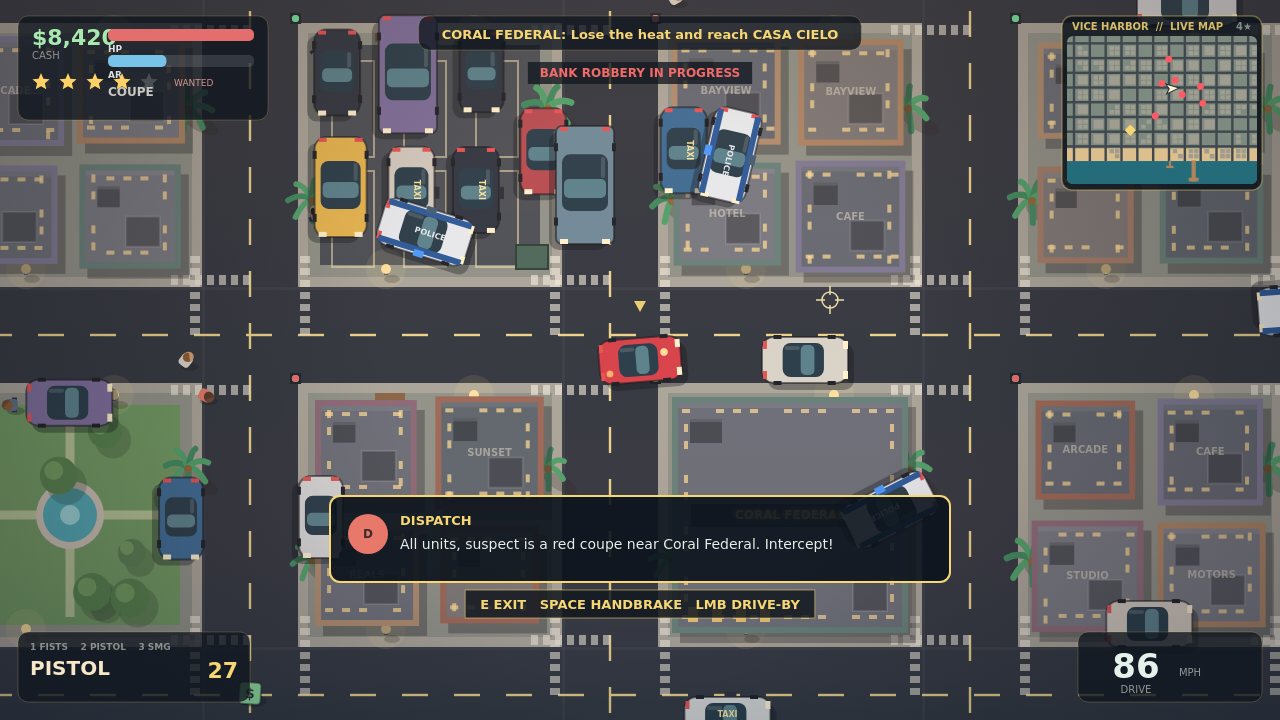 $8,420
CASH
HP
AR
COUPE
WANTED
CORAL FEDERAL: Lose the heat and reach CASA CIELO
BANK ROBBERY IN PROGRESS
VICE HARBOR // LIVE MAP 4★
BAYVIEW
BAYVIEW
TAXI
TAXI
TAXI
POLICE
POLICE
HOTEL
CAFE
SUNSET
ARCADE
CAFE
CORAL FEDERAL
POLICE
DISPATCH
D
All units, suspect is a red coupe near Coral Federal. Intercept!
STUDIO
MOTORS
E EXIT SPACE HANDBRAKE LMB DRIVE-BY
1 FISTS 2 PISTOL 3 SMG
PISTOL
27
$
TAXI
86
MPH
DRIVE